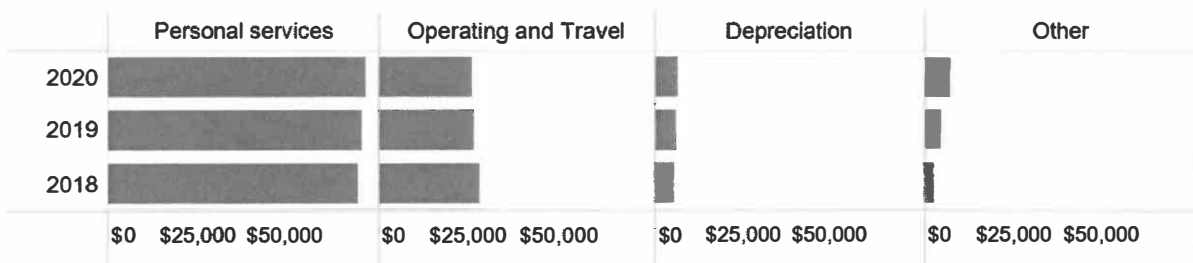 Personal services Operating and Travel Depreciation Other
2020
2019
2018
$0 $25,000 $50,000 $0 $25,000 $50,000 $0 $25,000 $50,000 $0 $25,000 $50,000